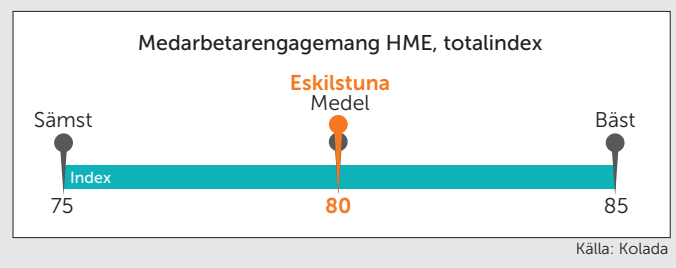 Medarbetarengagemang HME, totalindex
Eskilstuna
Medel
Sämst
Bäst
Index
75
80
85
Källa: Kolada